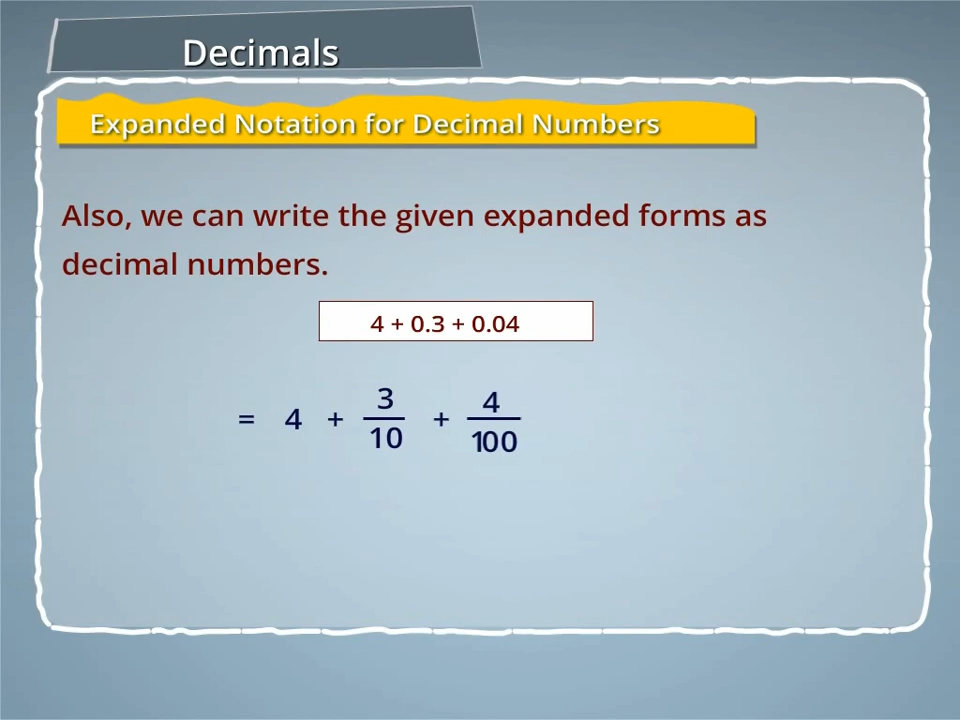 Decimals
Expanded Notation for Decimal Numbers
Also, we can write the given expanded forms as
decimal numbers.
4 + 0.3 + 0.04
= 4 + 3/10 + 4/100